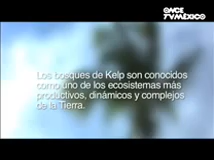 ONCE
TV MÉXICO
Los bosques de Kelp son conocidos
como uno de los ecosistemas más
productivos, dinámicos y complejos
de la Tierra.